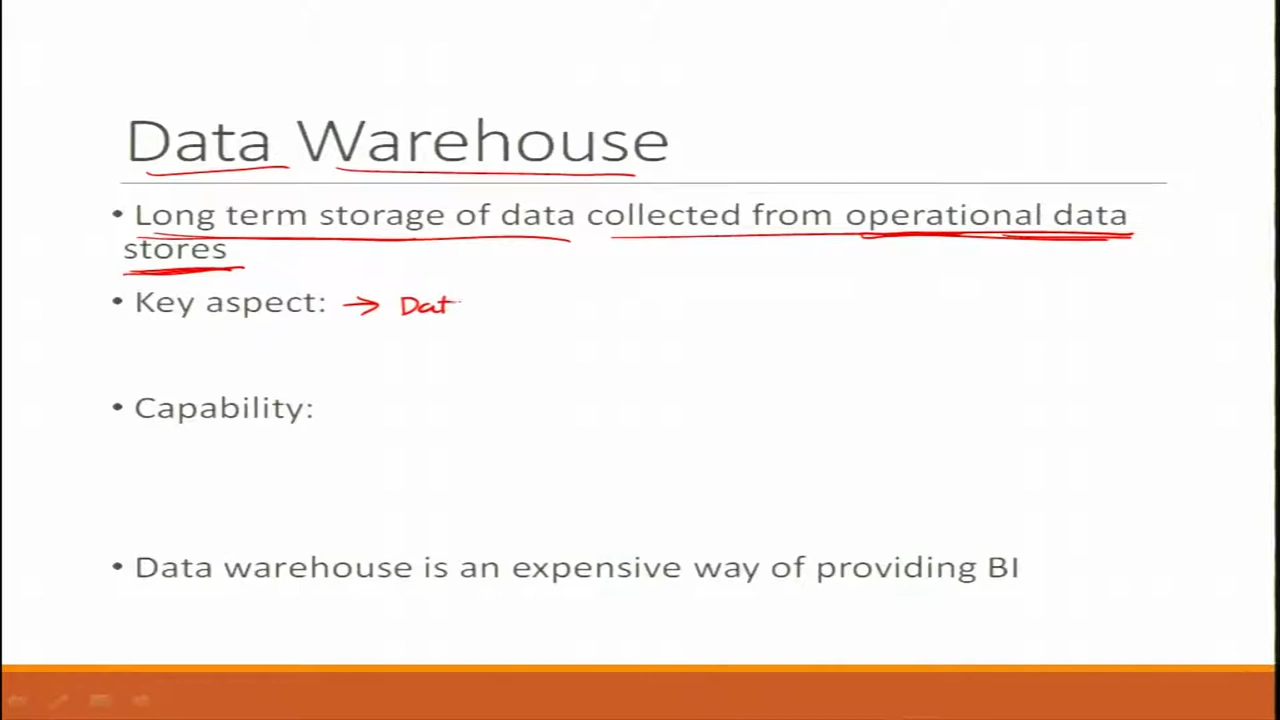 Data Warehouse
• Long term storage of data collected from operational data
stores
• Key aspect: → Dat
• Capability:
• Data warehouse is an expensive way of providing BI